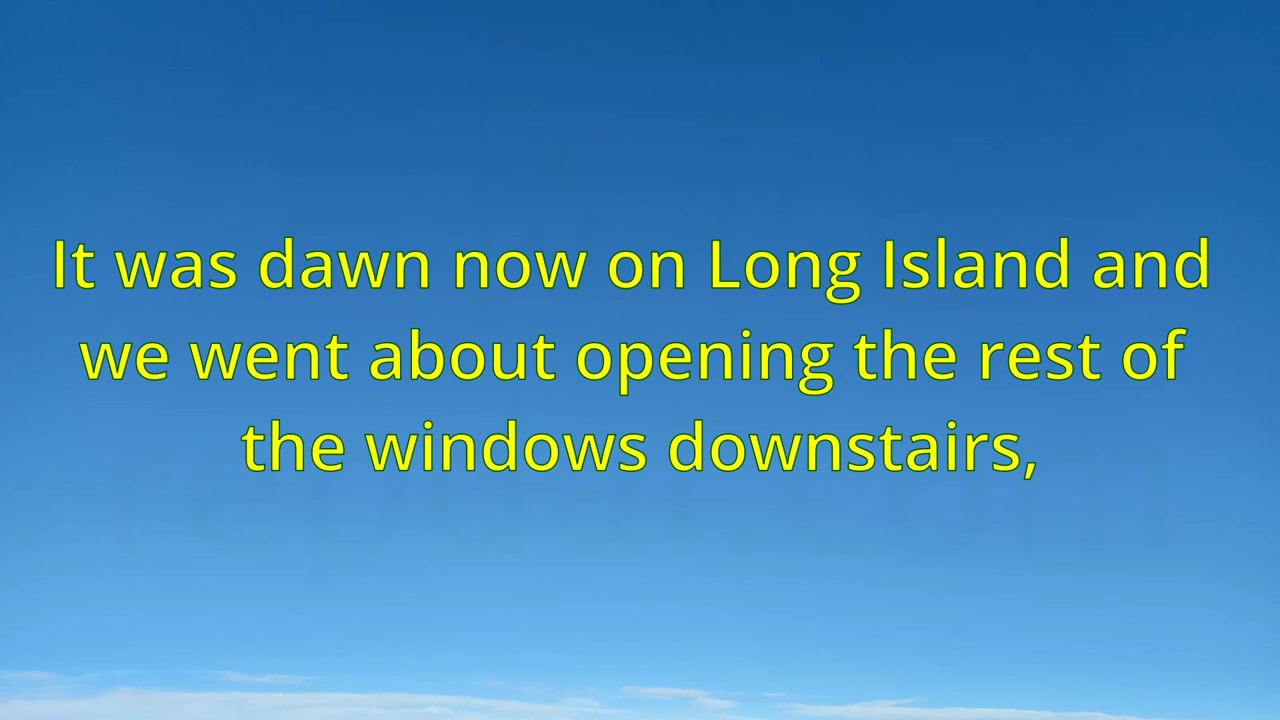 It was dawn now on Long Island and
we went about opening the rest of
the windows downstairs,